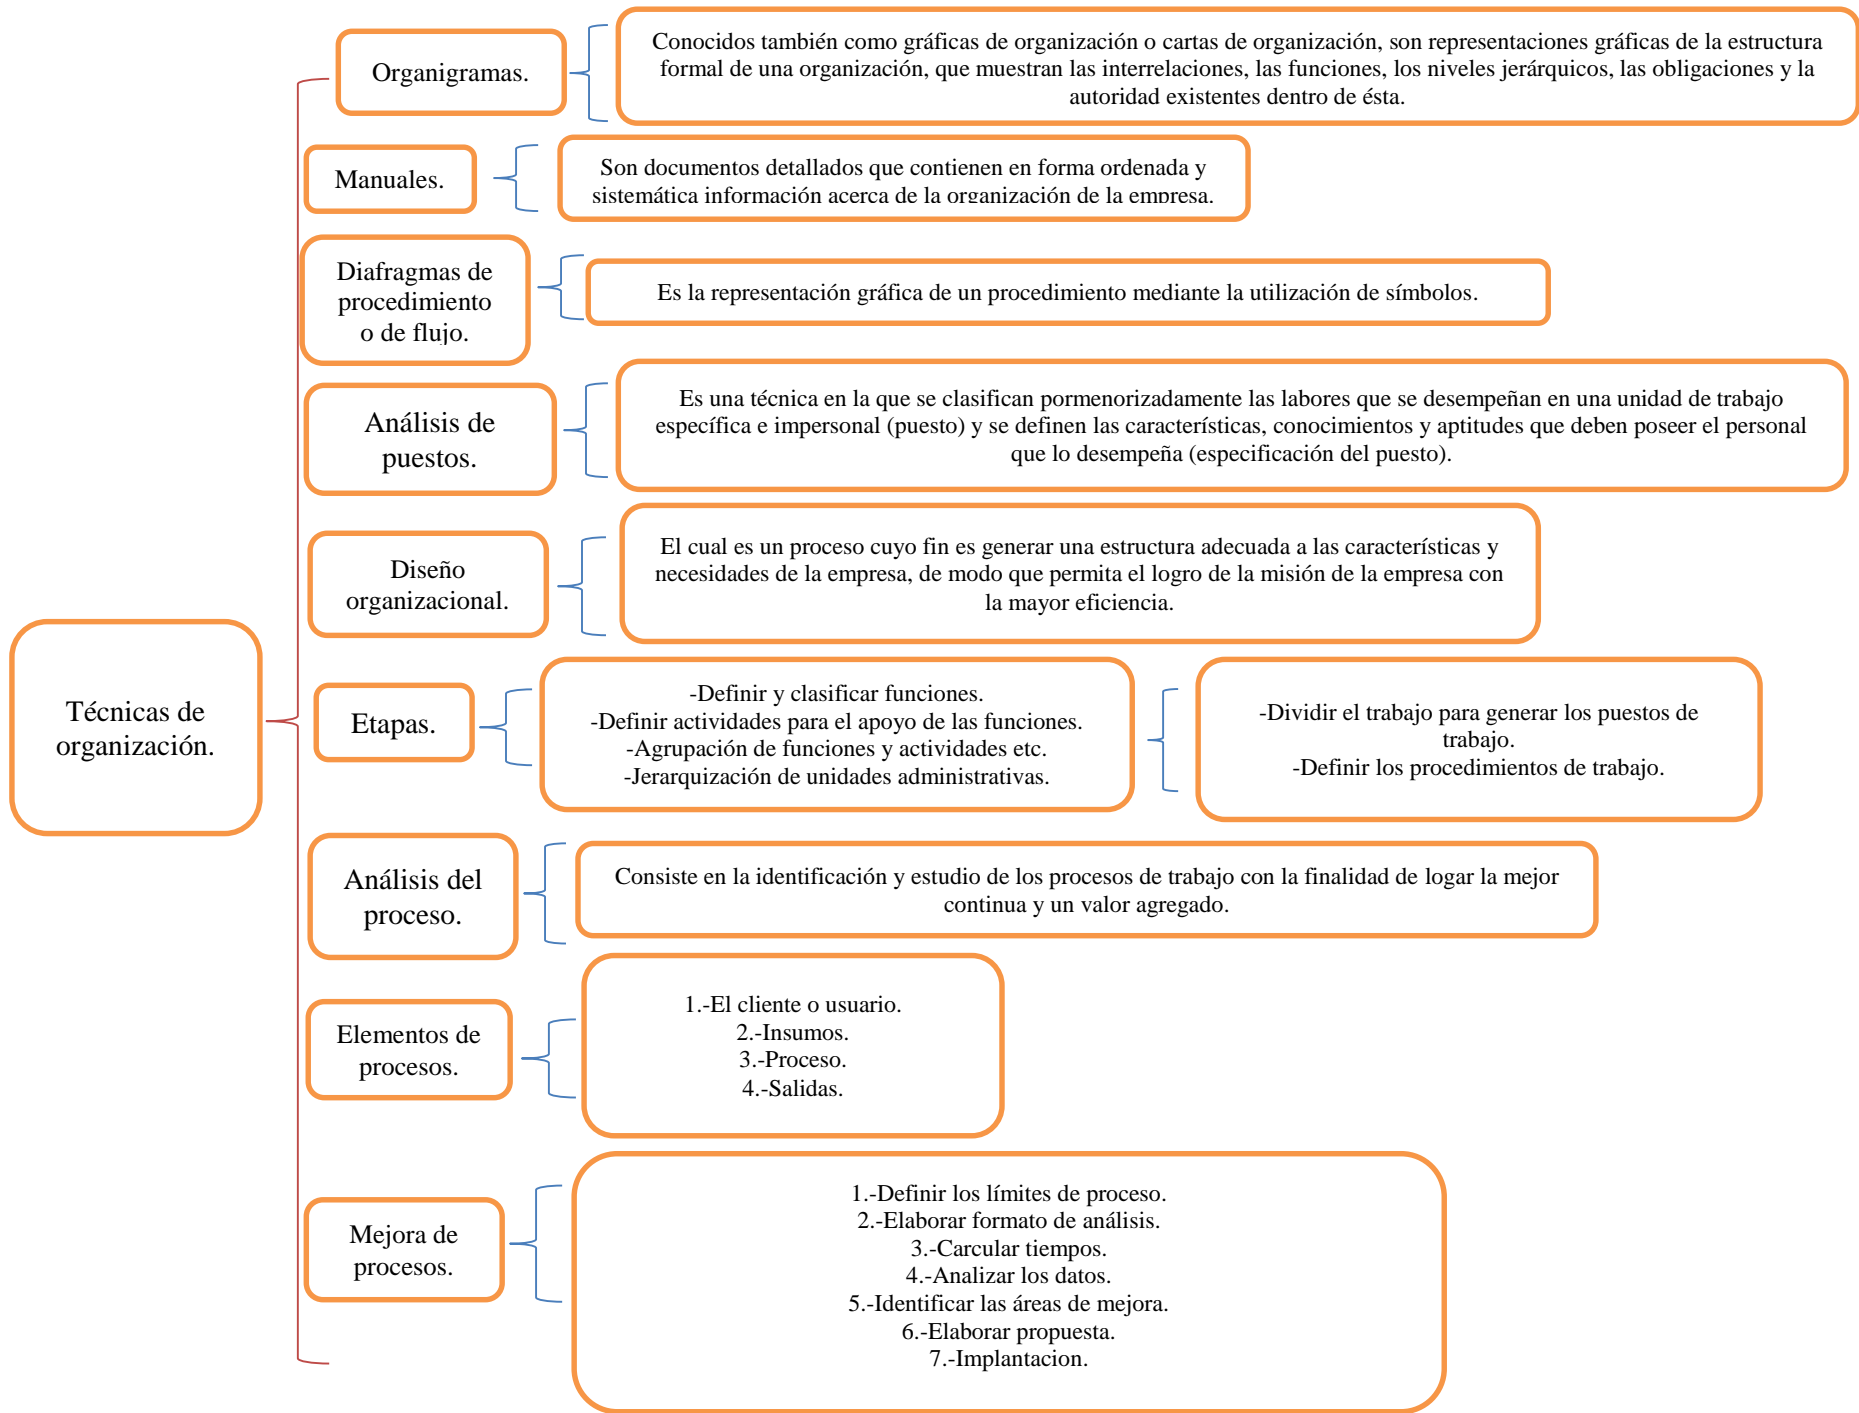 Organigramas.
Conocidos también como gráficas de organización o cartas de organización, son representaciones gráficas de la estructura
formal de una organización, que muestran las interrelaciones, las funciones, los niveles jerárquicos, las obligaciones y la
autoridad existentes dentro de ésta.
Manuales.
Son documentos detallados que contienen en forma ordenada y
sistemática información acerca de la organización de la empresa.
Diafragmas de
procedimiento
o de flujo.
Es la representación gráfica de un procedimiento mediante la utilización de símbolos.
Análisis de
puestos.
Es una técnica en la que se clasifican pormenorizadamente las labores que se desempeñan en una unidad de trabajo
específica e impersonal (puesto) y se definen las características, conocimientos y aptitudes que deben poseer el personal
que lo desempeña (especificación del puesto).
Diseño
organizacional.
El cual es un proceso cuyo fin es generar una estructura adecuada a las características y
necesidades de la empresa, de modo que permita el logro de la misión de la empresa con
la mayor eficiencia.
Técnicas de
organización.
Etapas.
-Definir y clasificar funciones.
-Definir actividades para el apoyo de las funciones.
-Agrupación de funciones y actividades etc.
-Jerarquización de unidades administrativas.
-Dividir el trabajo para generar los puestos de
trabajo.
-Definir los procedimientos de trabajo.
Análisis del
proceso.
Consiste en la identificación y estudio de los procesos de trabajo con la finalidad de logar la mejor
continua y un valor agregado.
Elementos de
procesos.
1.-El cliente o usuario.
2.-Insumos.
3.-Proceso.
4.-Salidas.
Mejora de
procesos.
1.-Definir los límites de proceso.
2.-Elaborar formato de análisis.
3.-Carcular tiempos.
4.-Analizar los datos.
5.-Identificar las áreas de mejora.
6.-Elaborar propuesta.
7.-Implantacion.